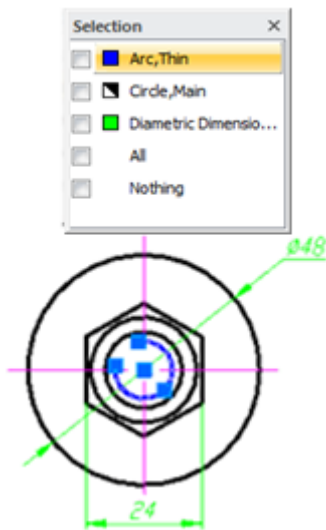 Selection
Arc,Thin
Circle,Main
Diametric Dimensio...
All
Nothing
ø48
24